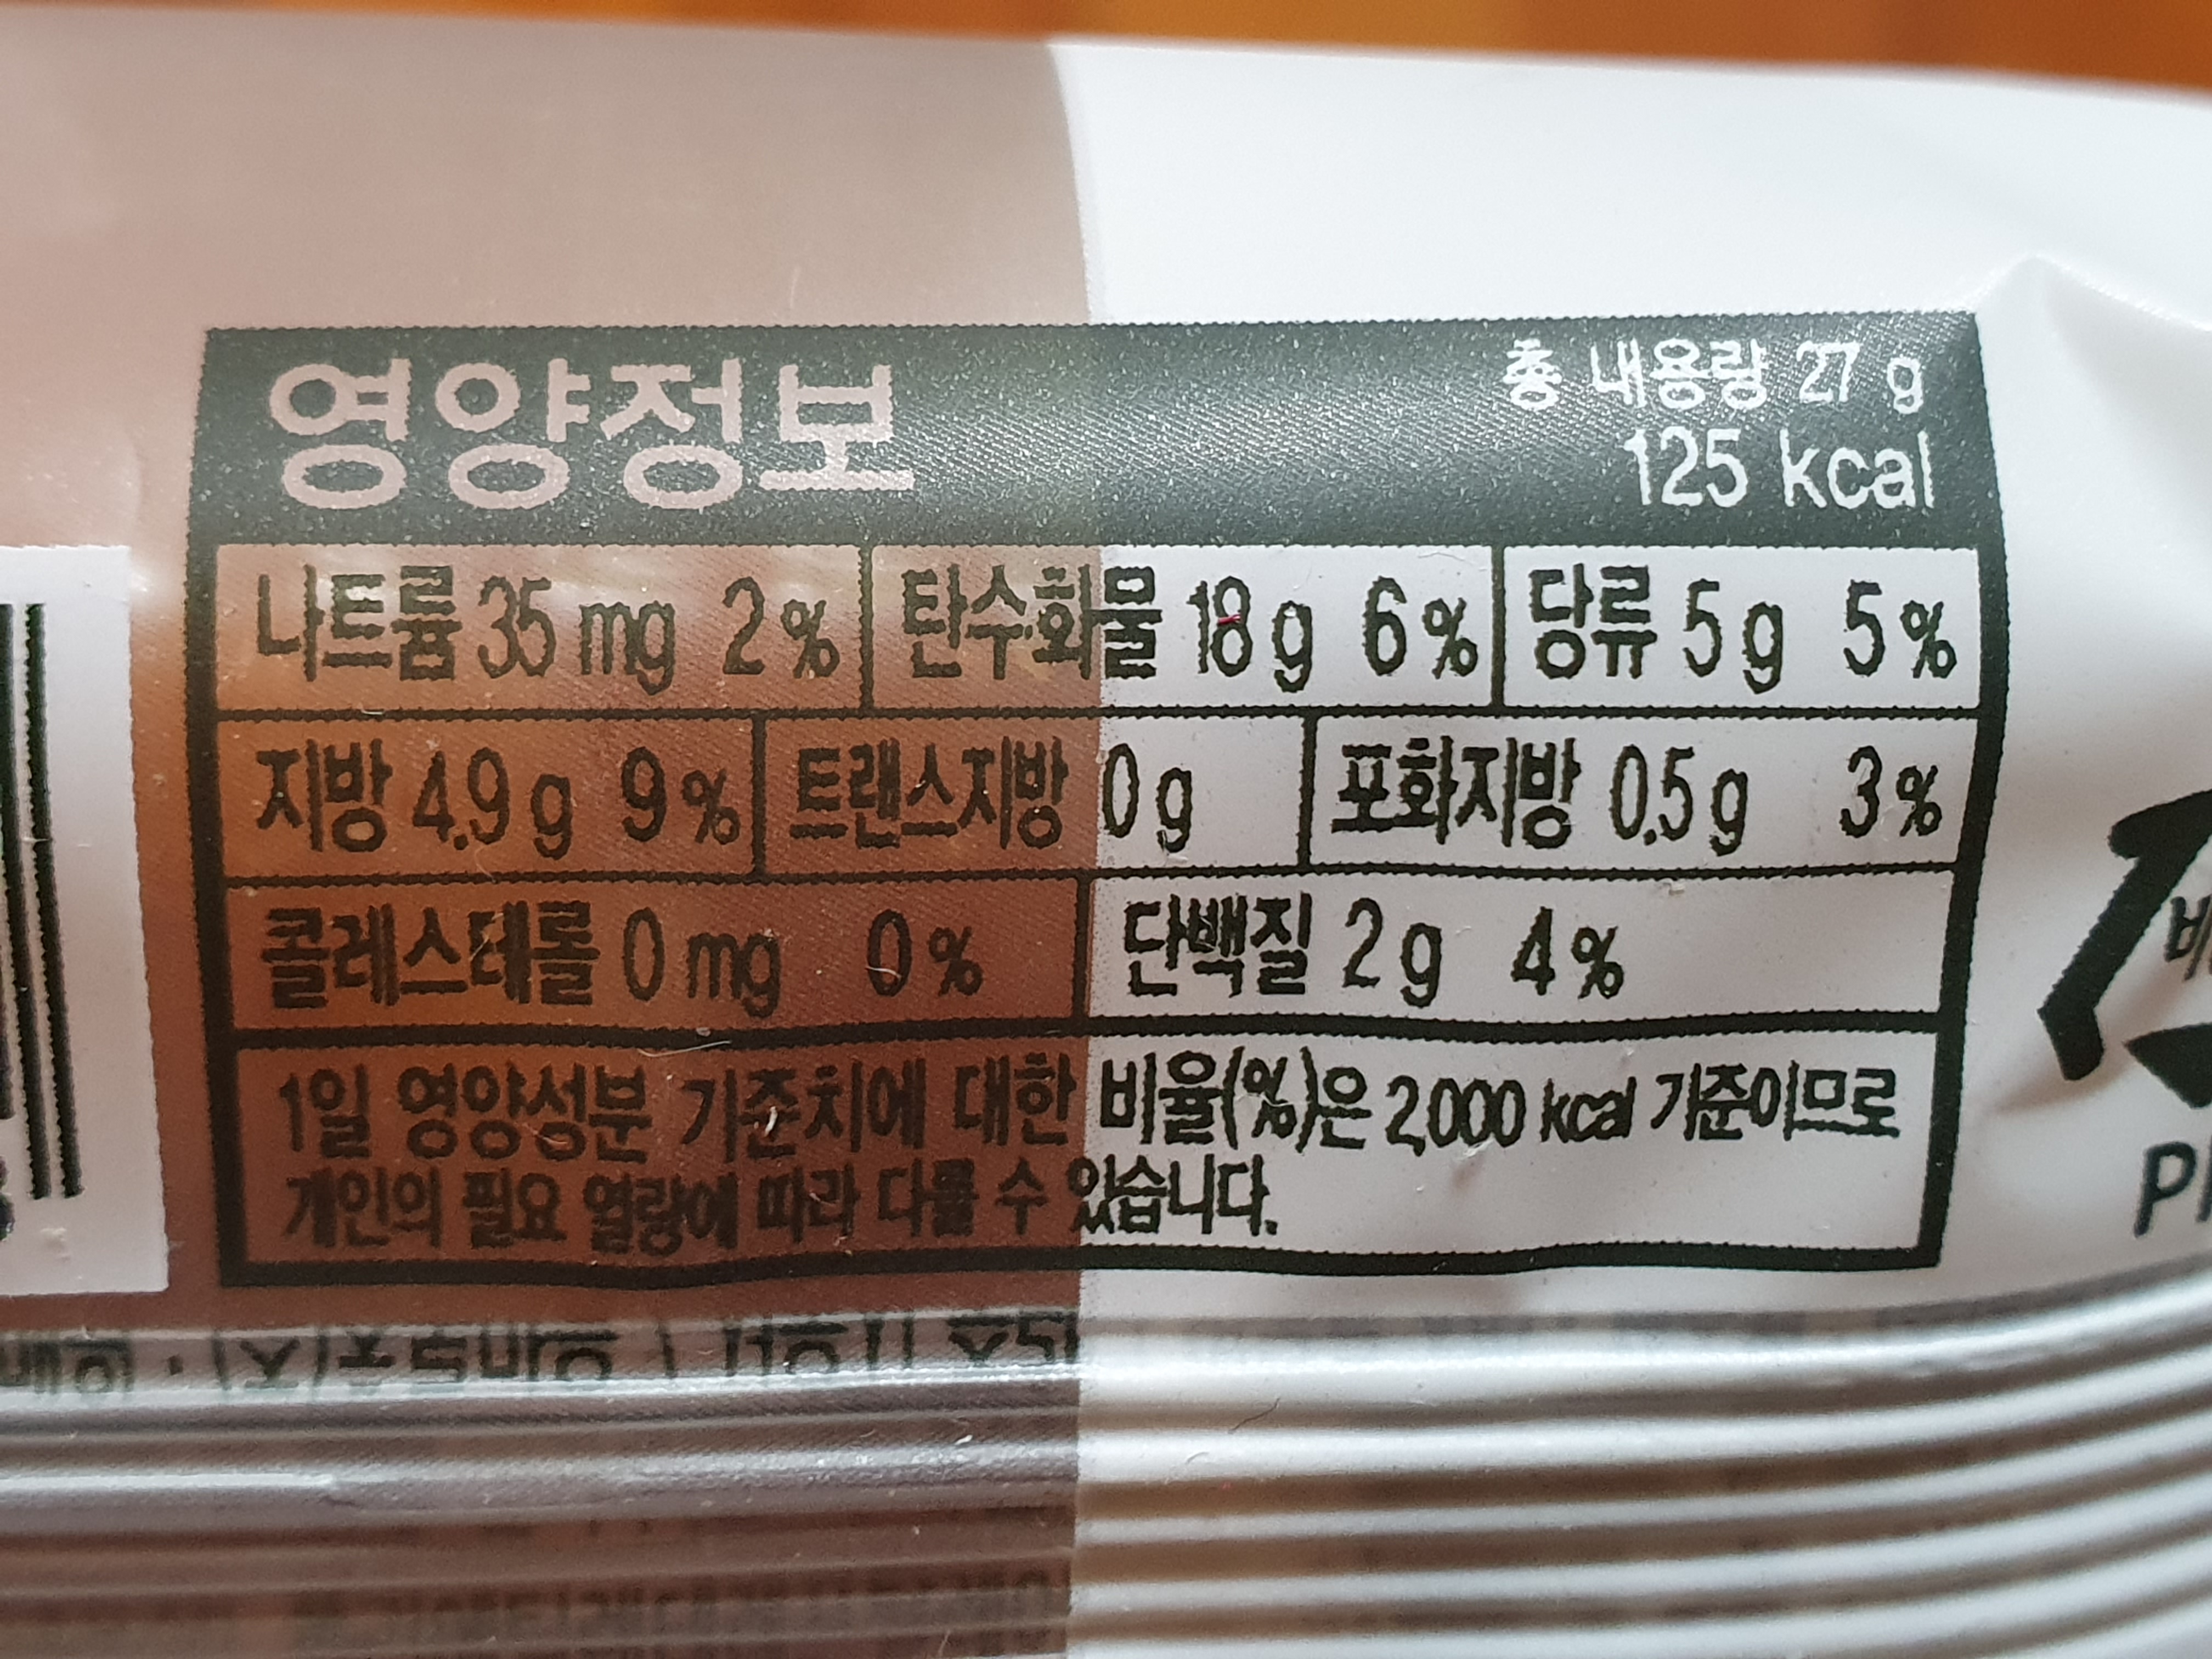 영양정보
총 내용량 27 g
125 kcal
나트륨 35 mg 2 % 탄수화물 18 g 6 % 당류 5 g 5 %
지방 4.9 g 9 % 트랜스지방 0 g 포화지방 0.5 g 3 %
콜레스테롤 0 mg 0 % 단백질 2 g 4 %
1일 영양성분 기준치에 대한 비율(%)은 2,000 kcal 기준이므로
개인의 필요 열량에 따라 다를 수 있습니다.